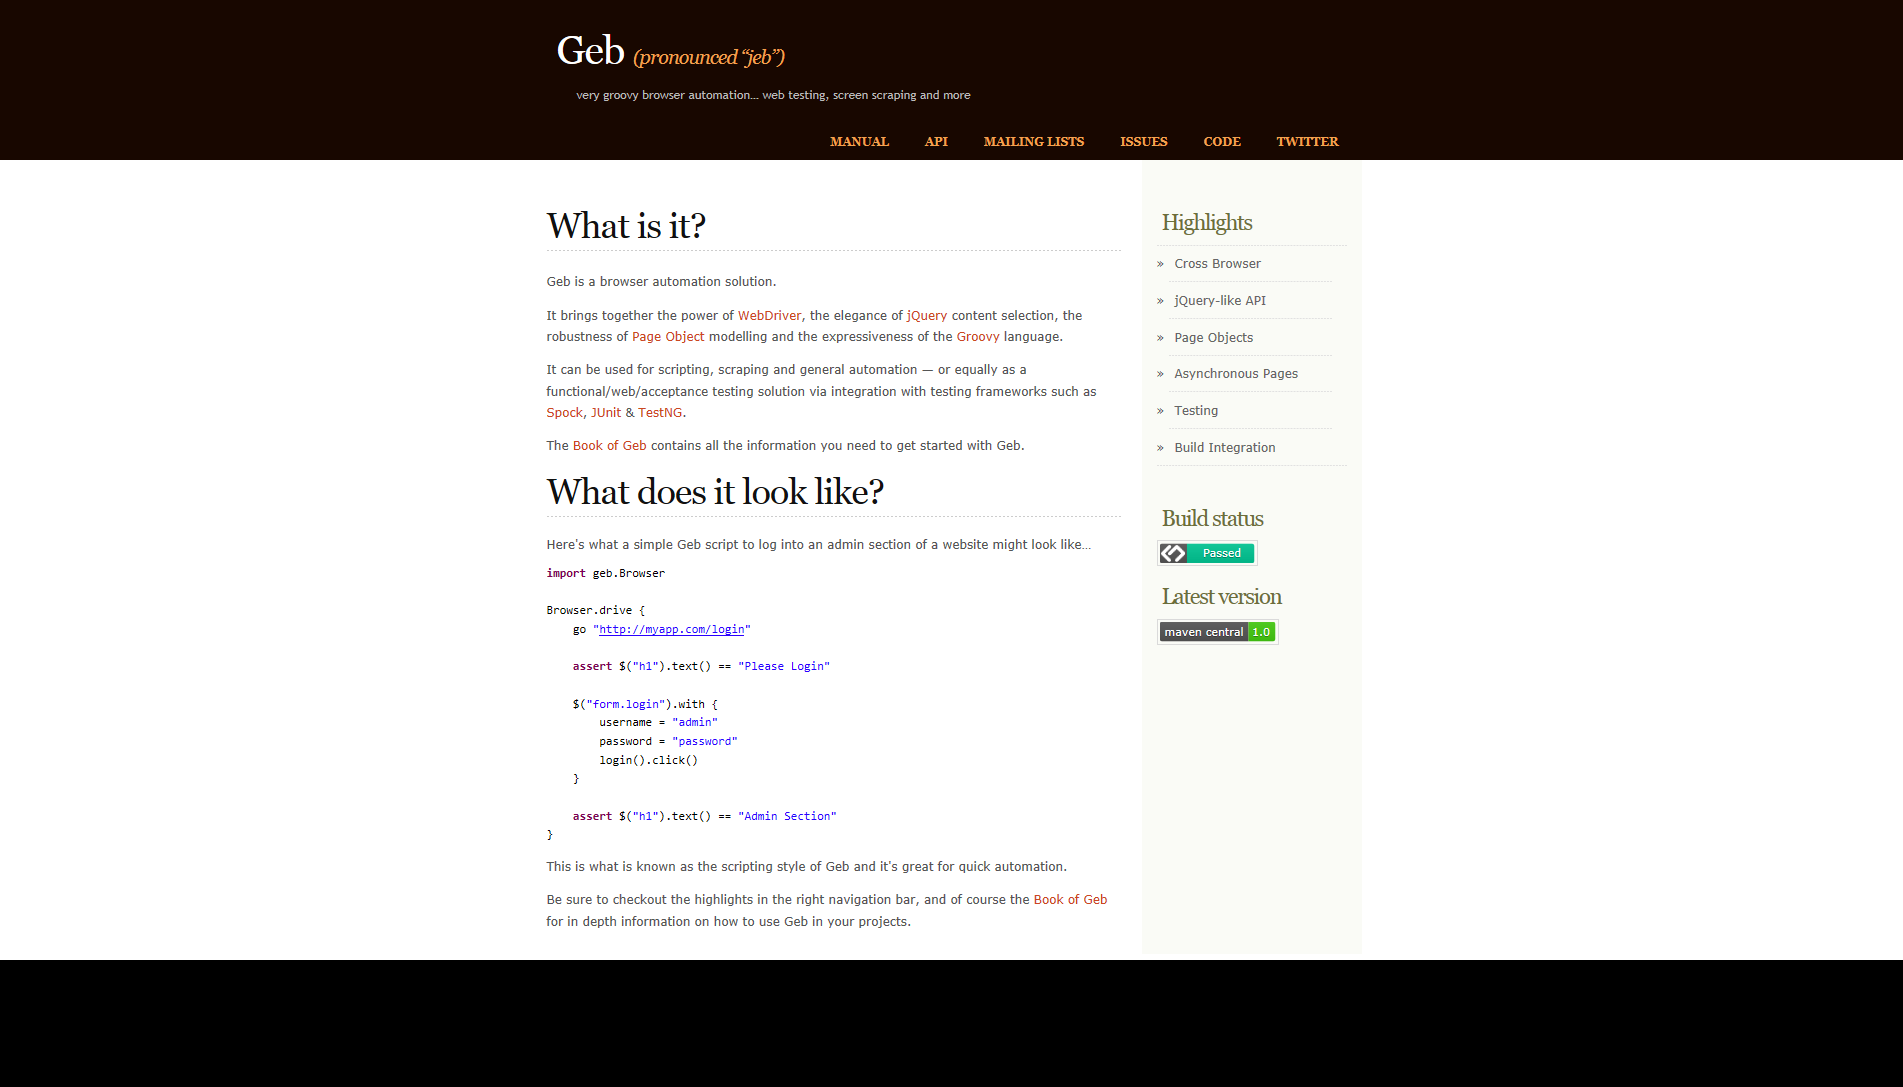 Geb (pronounced “jeb”)
very groovy browser automation... web testing, screen scraping and more
MANUAL API MAILING LISTS ISSUES CODE TWITTER
What is it?
Geb is a browser automation solution.
It brings together the power of WebDriver, the elegance of jQuery content selection, the
robustness of Page Object modelling and the expressiveness of the Groovy language.
It can be used for scripting, scraping and general automation — or equally as a
functional/web/acceptance testing solution via integration with testing frameworks such as
Spock, JUnit & TestNG.
The Book of Geb contains all the information you need to get started with Geb.
What does it look like?
Here's what a simple Geb script to log into an admin section of a website might look like...
import geb.Browser
Browser.drive {
    go "http://myapp.com/login"
    assert $("h1").text() == "Please Login"
    $("form.login").with {
        username = "admin"
        password = "password"
        login().click()
    }
    assert $("h1").text() == "Admin Section"
}
This is what is known as the scripting style of Geb and it's great for quick automation.
Be sure to checkout the highlights in the right navigation bar, and of course the Book of Geb
for in depth information on how to use Geb in your projects.
Highlights
» Cross Browser
» jQuery-like API
» Page Objects
» Asynchronous Pages
» Testing
» Build Integration
Build status
Passed
Latest version
maven central 1.0